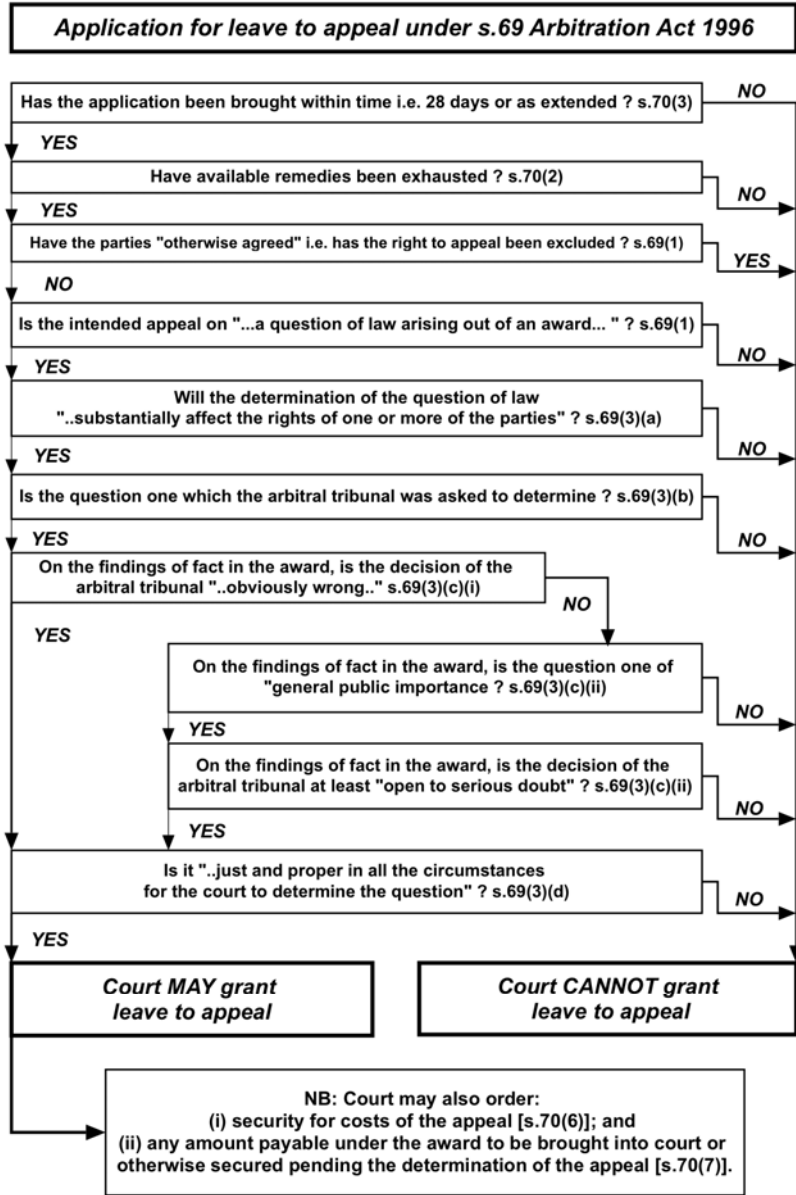 Application for leave to appeal under s.69 Arbitration Act 1996
Has the application been brought within time i.e. 28 days or as extended ? s.70(3)
NO
YES
Have available remedies been exhausted ? s.70(2)
NO
YES
Have the parties "otherwise agreed" i.e. has the right to appeal been excluded ? s.69(1)
YES
NO
Is the intended appeal on "...a question of law arising out of an award... " ? s.69(1)
NO
YES
Will the determination of the question of law
"..substantially affect the rights of one or more of the parties" ? s.69(3)(a)
NO
YES
Is the question one which the arbitral tribunal was asked to determine ? s.69(3)(b)
NO
YES
On the findings of fact in the award, is the decision of the
arbitral tribunal "..obviously wrong.." s.69(3)(c)(i)
NO
YES
On the findings of fact in the award, is the question one of
"general public importance ? s.69(3)(c)(ii)
NO
YES
On the findings of fact in the award, is the decision of the
arbitral tribunal at least "open to serious doubt" ? s.69(3)(c)(ii)
NO
YES
Is it "..just and proper in all the circumstances
for the court to determine the question" ? s.69(3)(d)
NO
YES
Court MAY grant
leave to appeal
Court CANNOT grant
leave to appeal
NB: Court may also order:
(i) security for costs of the appeal [s.70(6)]; and
(ii) any amount payable under the award to be brought into court or
otherwise secured pending the determination of the appeal [s.70(7)].